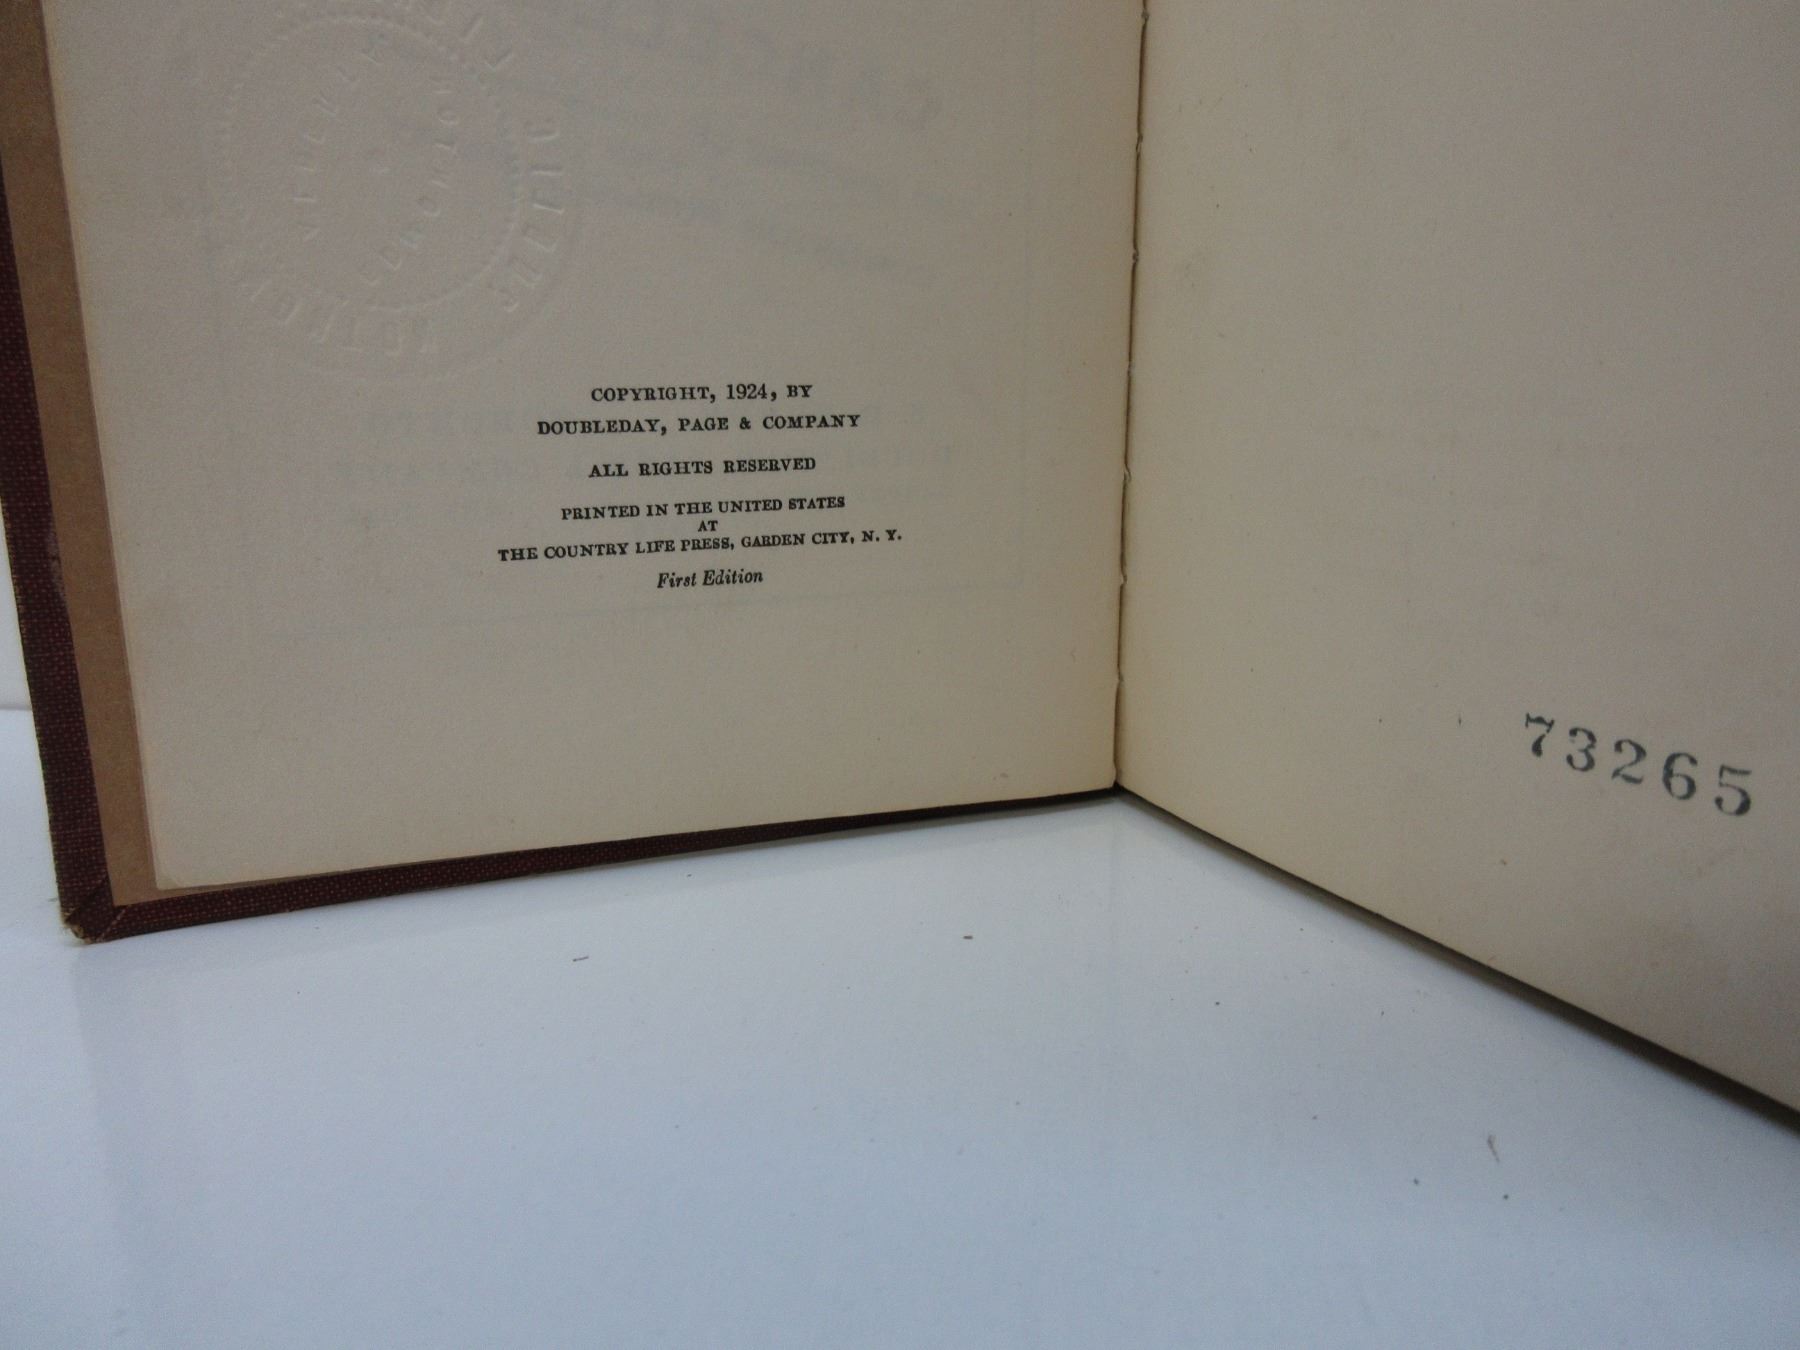 COPYRIGHT, 1924, BY
DOUBLEDAY, PAGE & COMPANY
ALL RIGHTS RESERVED
PRINTED IN THE UNITED STATES
AT
THE COUNTRY LIFE PRESS, GARDEN CITY, N. Y.
First Edition
73265